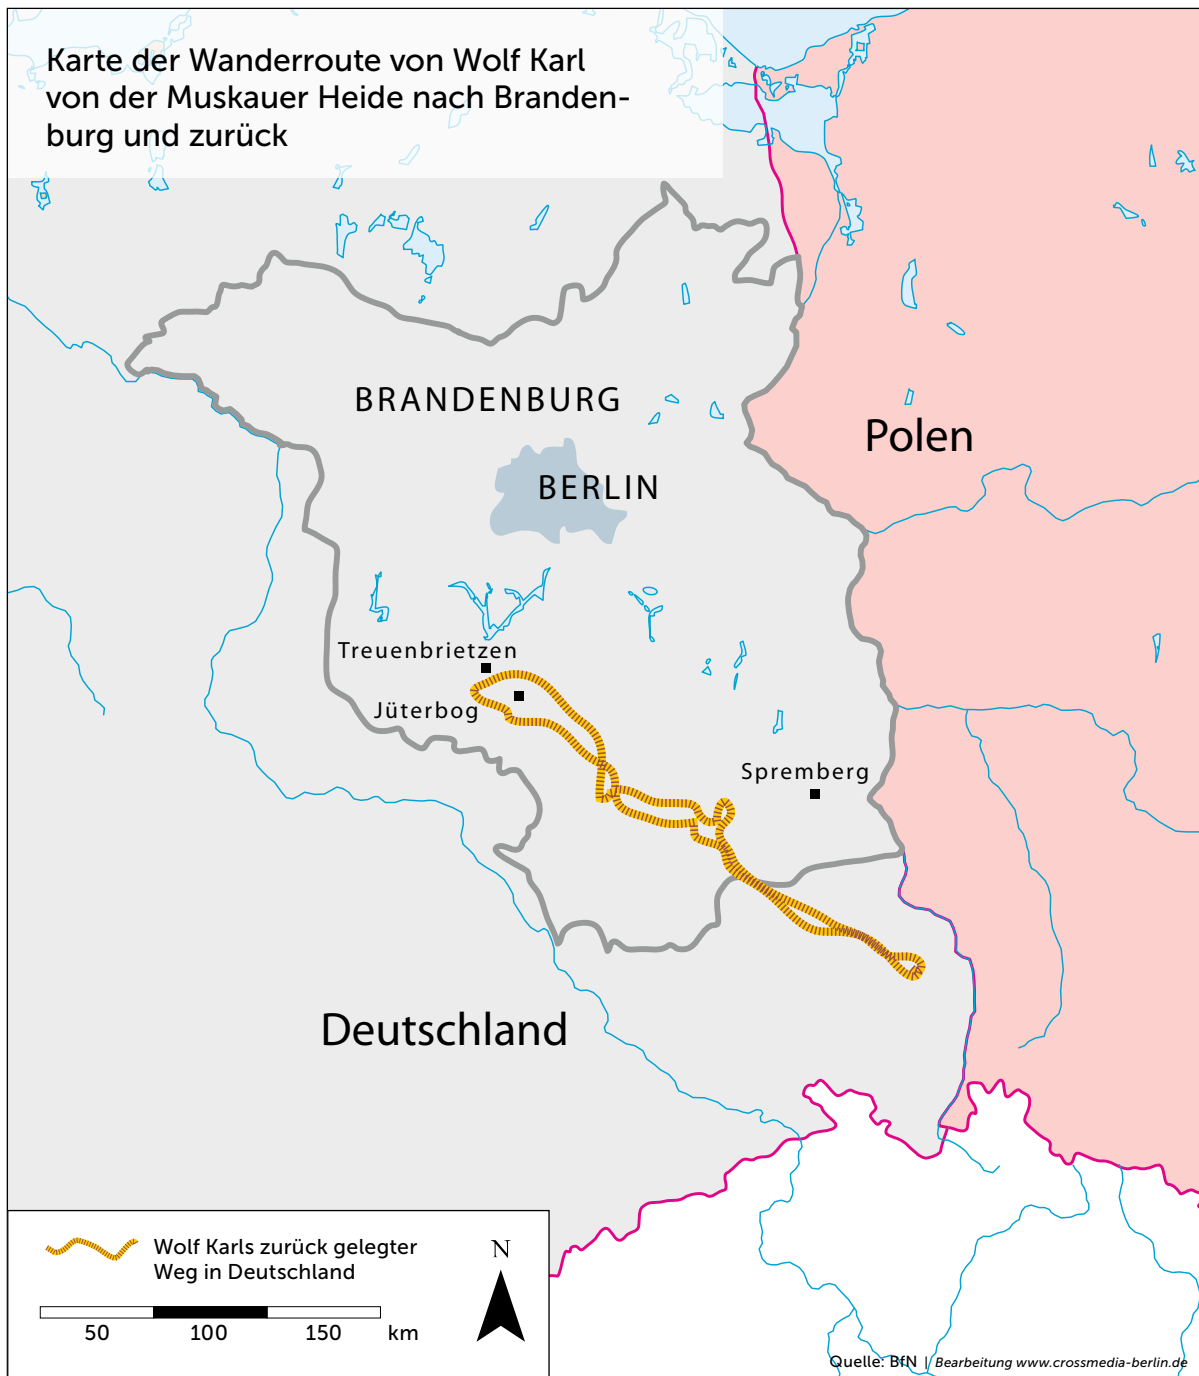 Karte der Wanderroute von Wolf Karl
von der Muskauer Heide nach Branden-
burg und zurück
BRANDENBURG
Polen
BERLIN
Treuenbrietzen
Jüterbog
Spremberg
Deutschland
Wolf Karls zurück gelegter
Weg in Deutschland
N
50 100 150 km
Quelle: BfN | Bearbeitung www.crossmedia-berlin.de